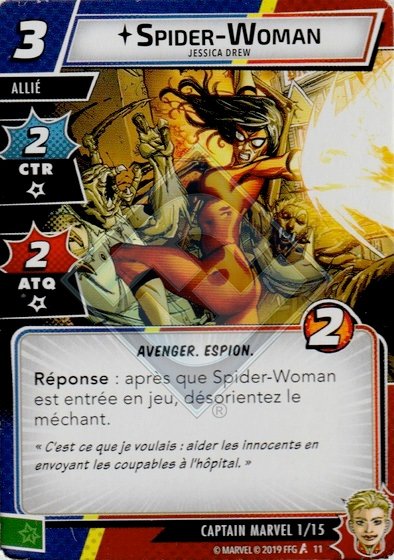 3
SPIDER-WOMAN
JESSICA DREW
ALLIÉ
2
CTR
2
ATQ
2
AVENGER. ESPION.
Réponse : après que Spider-Woman
est entrée en jeu, désorientez le
méchant.
®
« C'est ce que je voulais : aider les innocents en
envoyant les coupables à l'hôpital. »
CAPTAIN MARVEL 1/15
© MARVEL © 2019 FFG 11